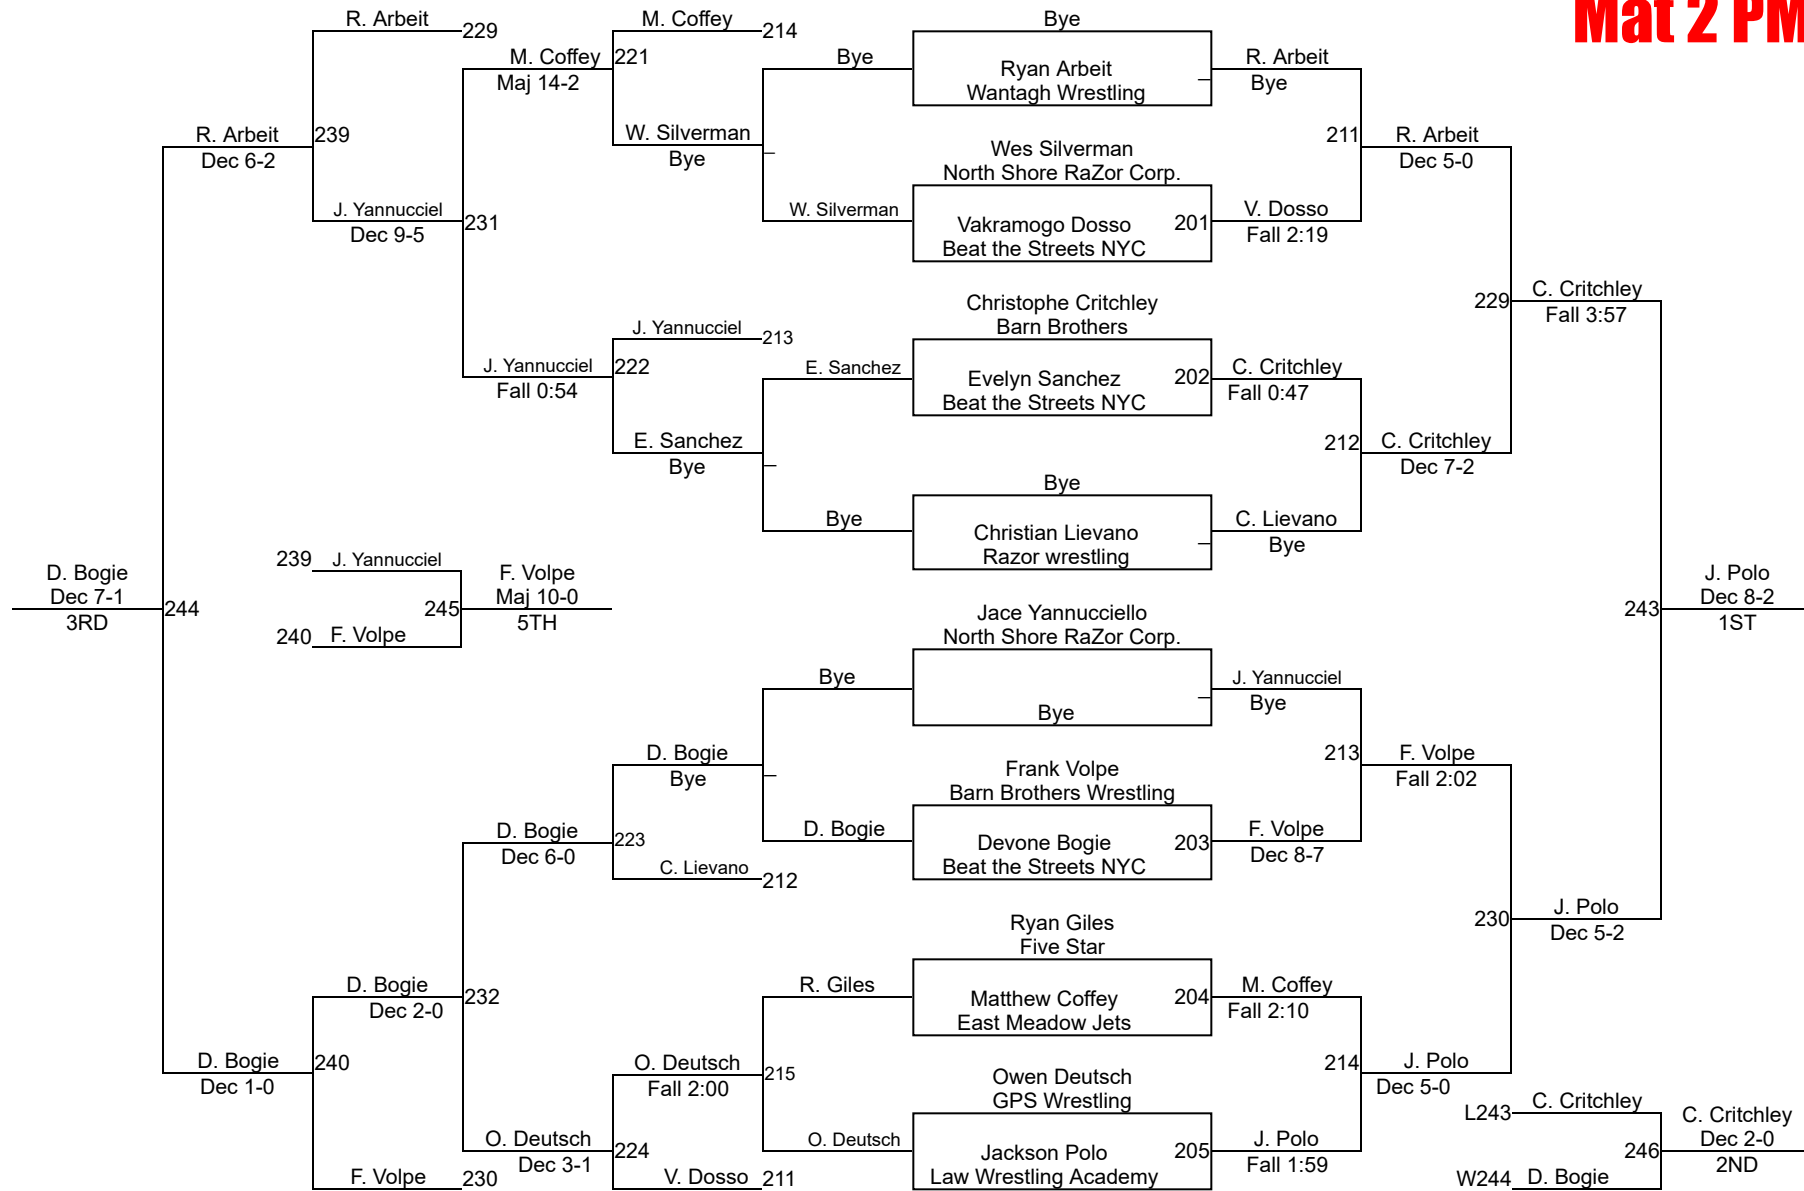 Mat 2 PM
R. Arbeit
229
M. Coffey
214
Bye
M. Coffey
221
Maj 14-2
Bye
Ryan Arbeit
Wantagh Wrestling
R. Arbeit
Bye
R. Arbeit
239
Dec 6-2
W. Silverman
Bye
Wes Silverman
North Shore RaZor Corp.
211
R. Arbeit
Dec 5-0
J. Yannucciel
231
Dec 9-5
W. Silverman
Vakramogo Dosso
201
Beat the Streets NYC
V. Dosso
Fall 2:19
Christophe Critchley
Barn Brothers
229
C. Critchley
Fall 3:57
J. Yannucciel
213
J. Yannucciel
222
Fall 0:54
E. Sanchez
Evelyn Sanchez
202
Beat the Streets NYC
C. Critchley
Fall 0:47
E. Sanchez
Bye
212
C. Critchley
Dec 7-2
Bye
Bye
Christian Lievano
Razor wrestling
C. Lievano
Bye
239
J. Yannucciel
D. Bogie
Dec 7-1
3RD
244
245
F. Volpe
Maj 10-0
5TH
240
F. Volpe
Jace Yannucciello
North Shore RaZor Corp.
243
J. Polo
Dec 8-2
1ST
Bye
Bye
J. Yannucciel
Bye
D. Bogie
Bye
Frank Volpe
Barn Brothers Wrestling
213
F. Volpe
Fall 2:02
D. Bogie
223
Dec 6-0
D. Bogie
Devone Bogie
203
Beat the Streets NYC
F. Volpe
Dec 8-7
C. Lievano
212
Ryan Giles
Five Star
230
J. Polo
Dec 5-2
D. Bogie
232
Dec 2-0
R. Giles
Matthew Coffey
204
East Meadow Jets
M. Coffey
Fall 2:10
D. Bogie
240
Dec 1-0
O. Deutsch
215
Fall 2:00
Owen Deutsch
GPS Wrestling
214
J. Polo
Dec 5-0
L243
C. Critchley
O. Deutsch
224
Dec 3-1
O. Deutsch
Jackson Polo
205
Law Wrestling Academy
J. Polo
Fall 1:59
246
C. Critchley
Dec 2-0
2ND
F. Volpe
230
V. Dosso
211
W244
D. Bogie